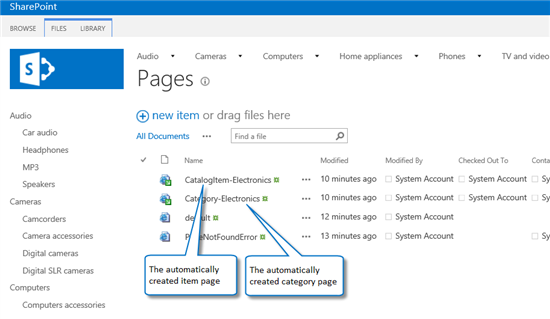 SharePoint
BROWSE FILES LIBRARY
Audio Cameras Computers Home appliances Phones TV and video
Pages
new item or drag files here
All Documents ... Find a file
Name Modified Modified By Checked Out To Conta
CatalogItem-Electronics ... 10 minutes ago System Account System Account System
Category-Electronics ... 10 minutes ago System Account System Account System
default ... 12 minutes ago System Account
PageNotFoundError ... 13 minutes ago System Account
The automatically
created item page
The automatically
created category page
Audio
Car audio
Headphones
MP3
Speakers
Cameras
Camcorders
Camera accessories
Digital cameras
Digital SLR cameras
Computers
Computers accessories